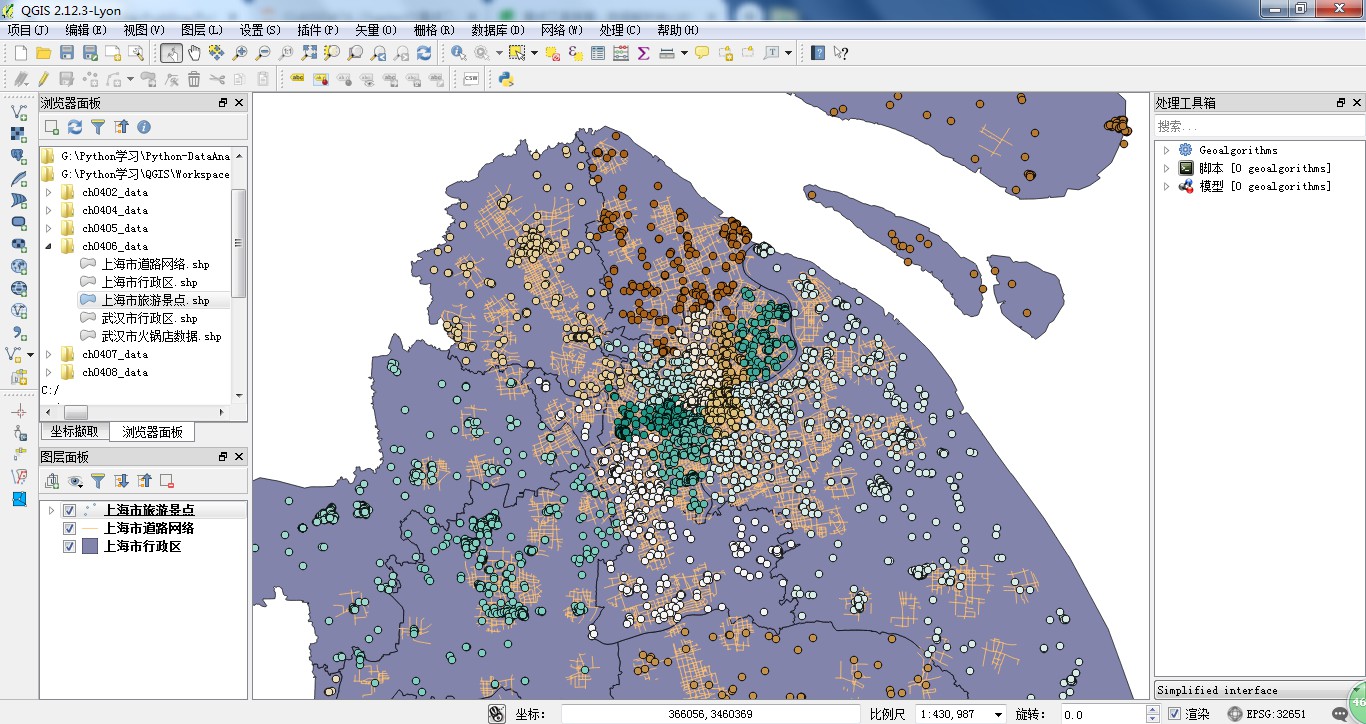 QGIS 2.12.3-Lyon
项目(J) 编辑(E) 视图(V) 图层(L) 设置(S) 插件(P) 矢量(O) 栅格(R) 数据库(D) 网络(W) 处理(C) 帮助(H)
浏览器面板
G:\Python学习\Python-DataAna
G:\Python学习\QGIS\Workspace
ch0402_data
ch0404_data
ch0405_data
ch0406_data
上海市道路网络.shp
上海市行政区.shp
上海市旅游景点.shp
武汉市行政区.shp
武汉市火锅店数据.shp
ch0407_data
ch0408_data
C:/
坐标撷取 浏览器面板
图层面板
上海市旅游景点
上海市道路网络
上海市行政区
处理工具箱
搜索...
Geoalgorithms
脚本 [0 geoalgorithms]
模型 [0 geoalgorithms]
Simplified interface
坐标: 366056,3460369 比例尺 1:430,987 旋转: 0.0 渲染 EPSG:32651